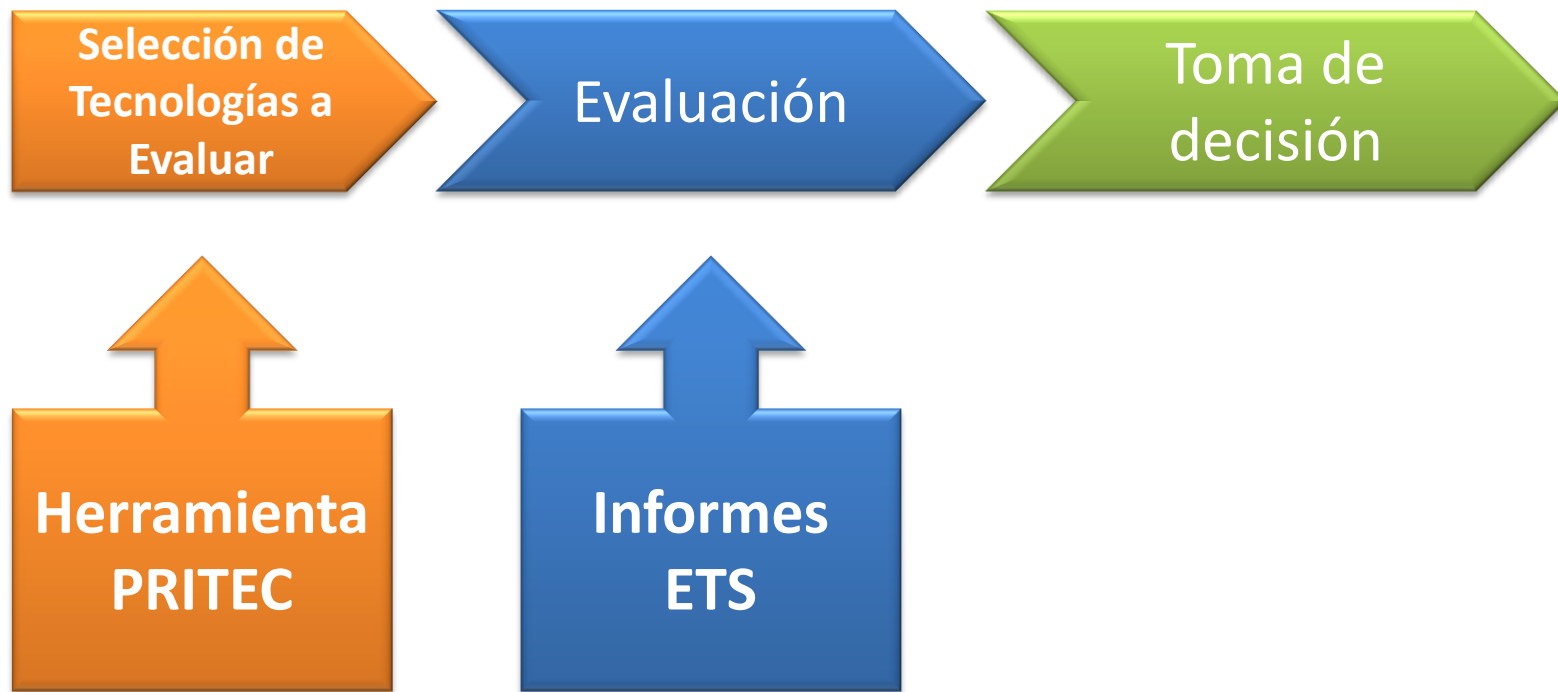 Selección de
Tecnologías a
Evaluar
Evaluación
Toma de
decisión
Herramienta
PRITEC
Informes
ETS